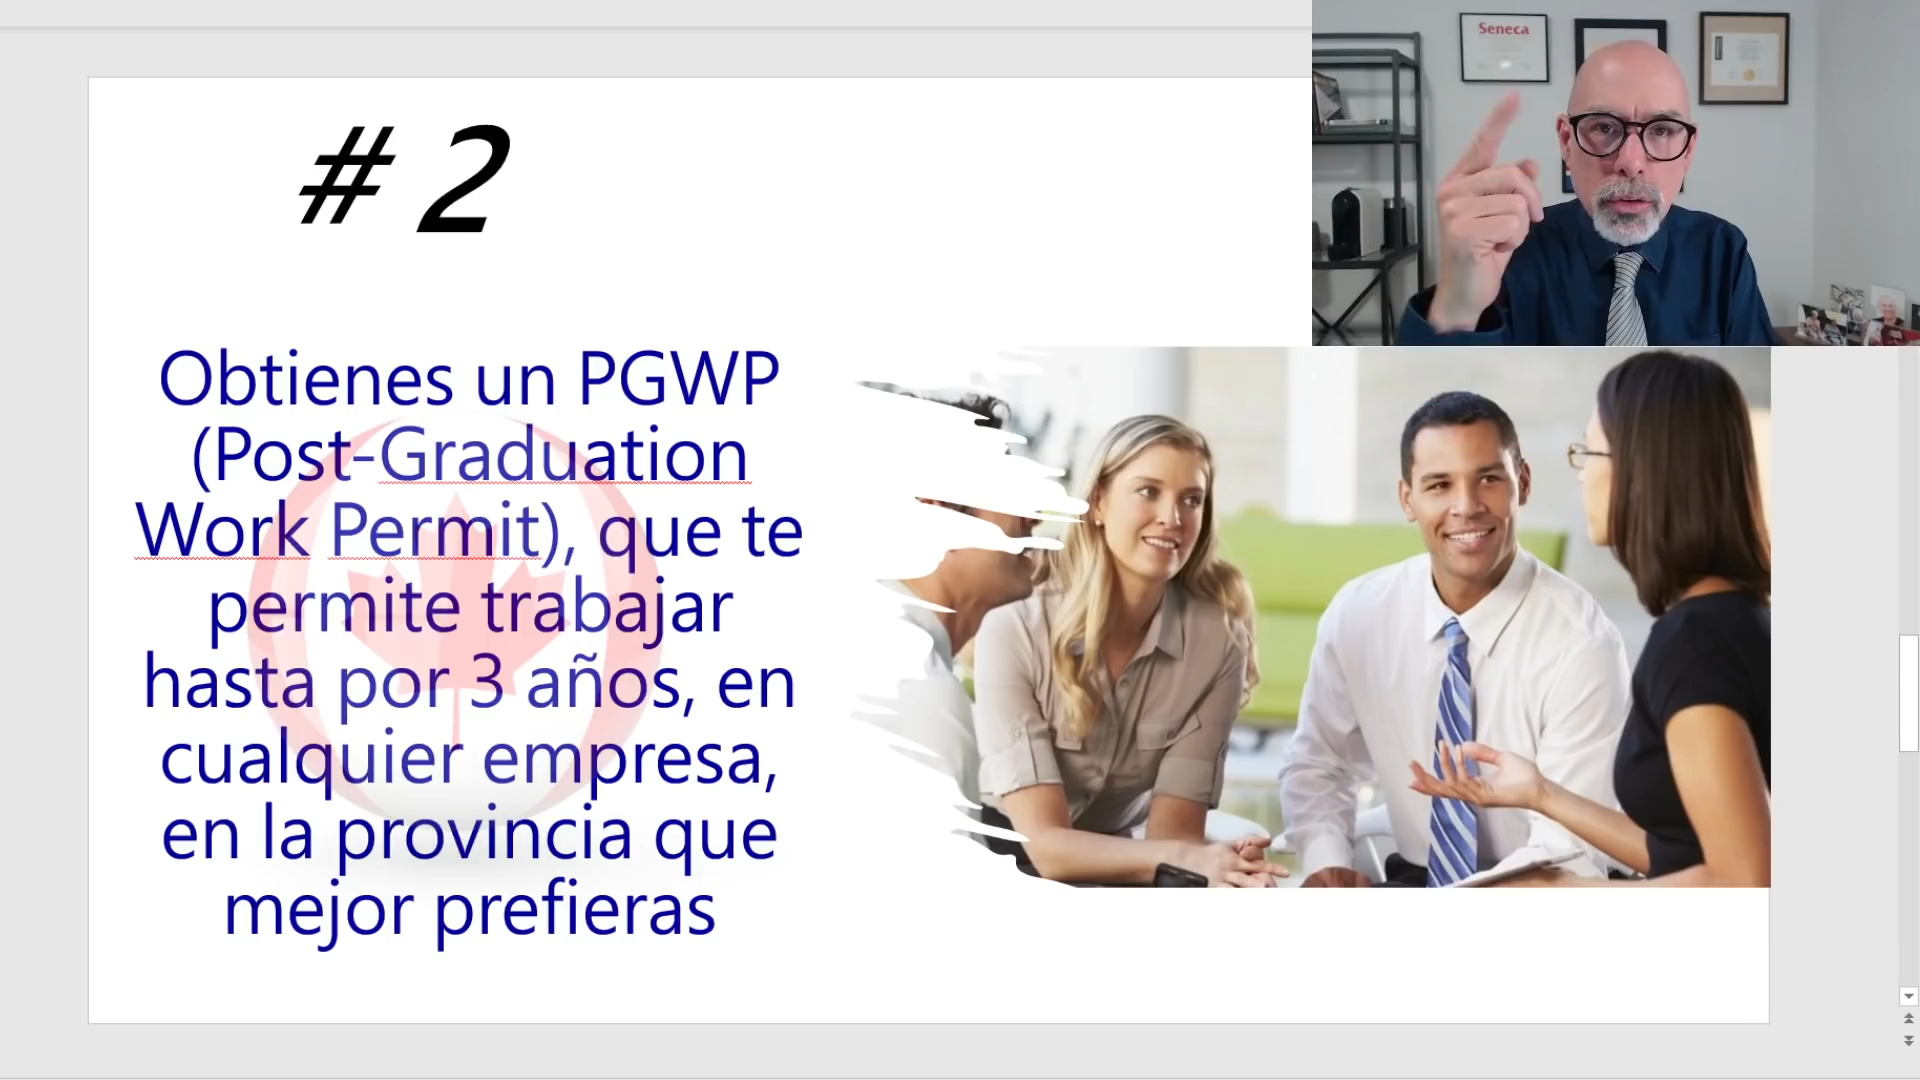 # 2
Seneca
Obtienes un PGWP
(Post-Graduation
Work Permit), que te
permite trabajar
hasta por 3 años, en
cualquier empresa,
en la provincia que
mejor prefieras